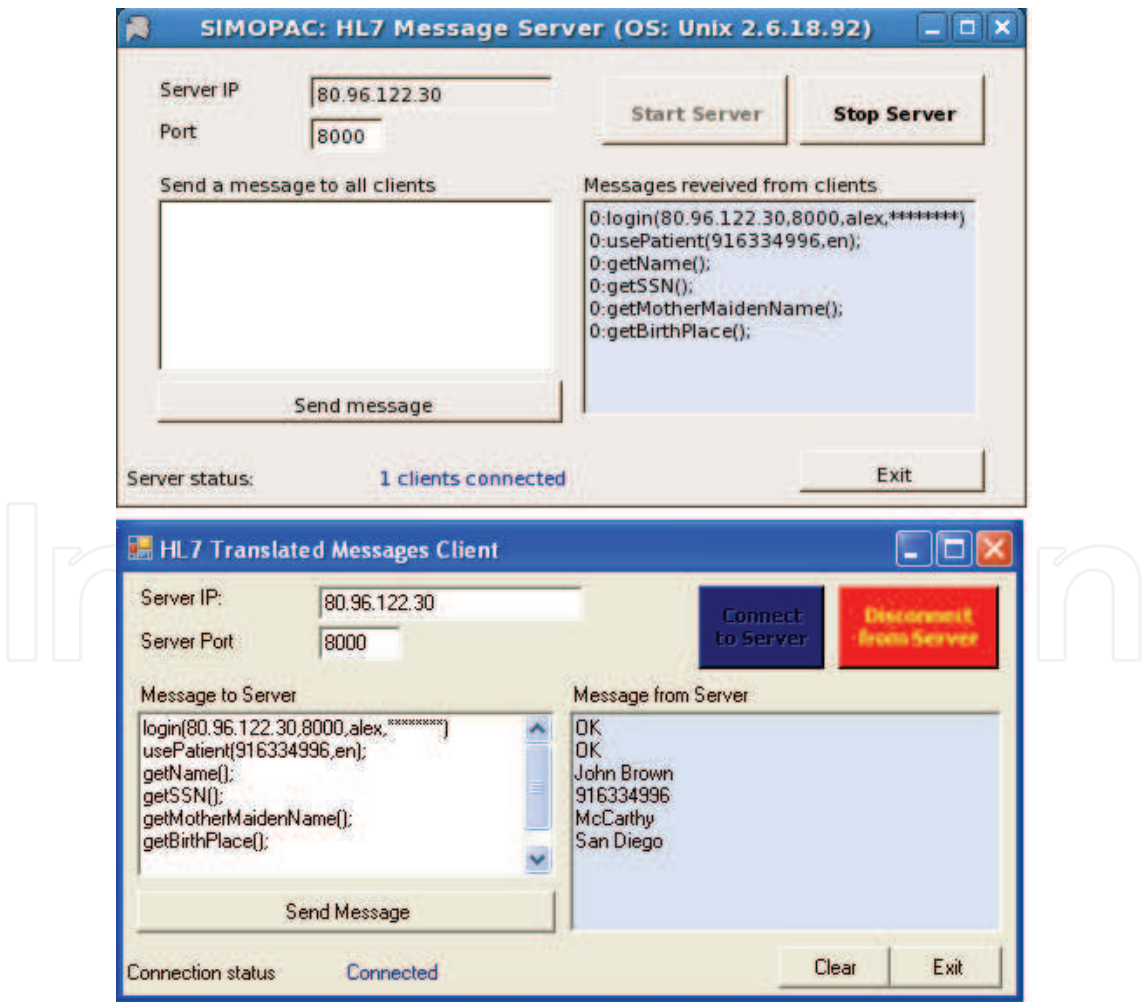 SIMOPAC: HL7 Message Server (OS: Unix 2.6.18.92)
Server IP
80.96.122.30
Port
8000
Start Server
Stop Server
Send a message to all clients
Messages reveived from clients
0:login(80.96.122.30,8000,alex,********)
0:usePatient(916334996,en);
0:getName();
0:getSSN();
0:getMotherMaidenName();
0:getBirthPlace();
Send message
Server status:
1 clients connected
Exit
HL7 Translated Messages Client
Server IP:
80.96.122.30
Server Port
8000
Connect
to Server
Disconnect
from Server
Message to Server
login(80.96.122.30,8000,alex,********)
usePatient(916334996,en);
getName();
getSSN();
getMotherMaidenName();
getBirthPlace();
Message from Server
OK
OK
John Brown
916334996
McCarthy
San Diego
Send Message
Connection status
Connected
Clear
Exit